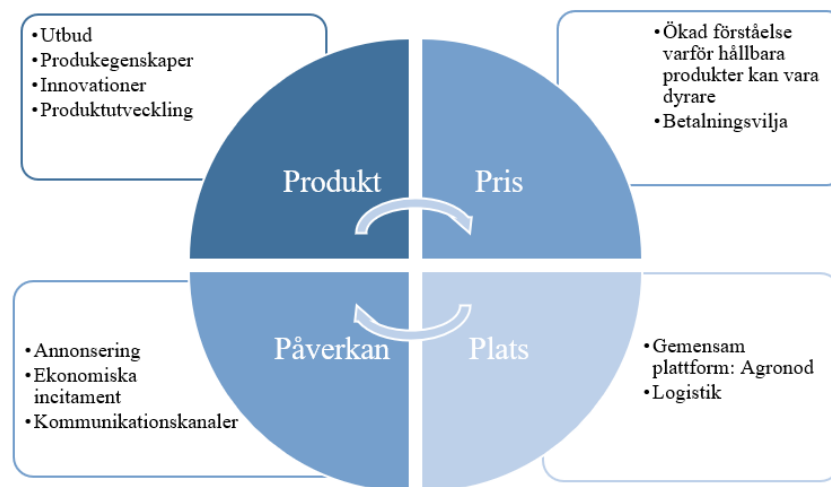 •Utbud
•Produkegenskaper
•Innovationer
•Produktutveckling
•Ökad förståelse
varför hållbara
produkter kan vara
dyrare
•Betalningsvilja
Produkt
Pris
Påverkan
Plats
•Annonsering
•Ekonomiska
incitament
•Kommunikationskanaler
•Gemensam
plattform: Agronod
•Logistik